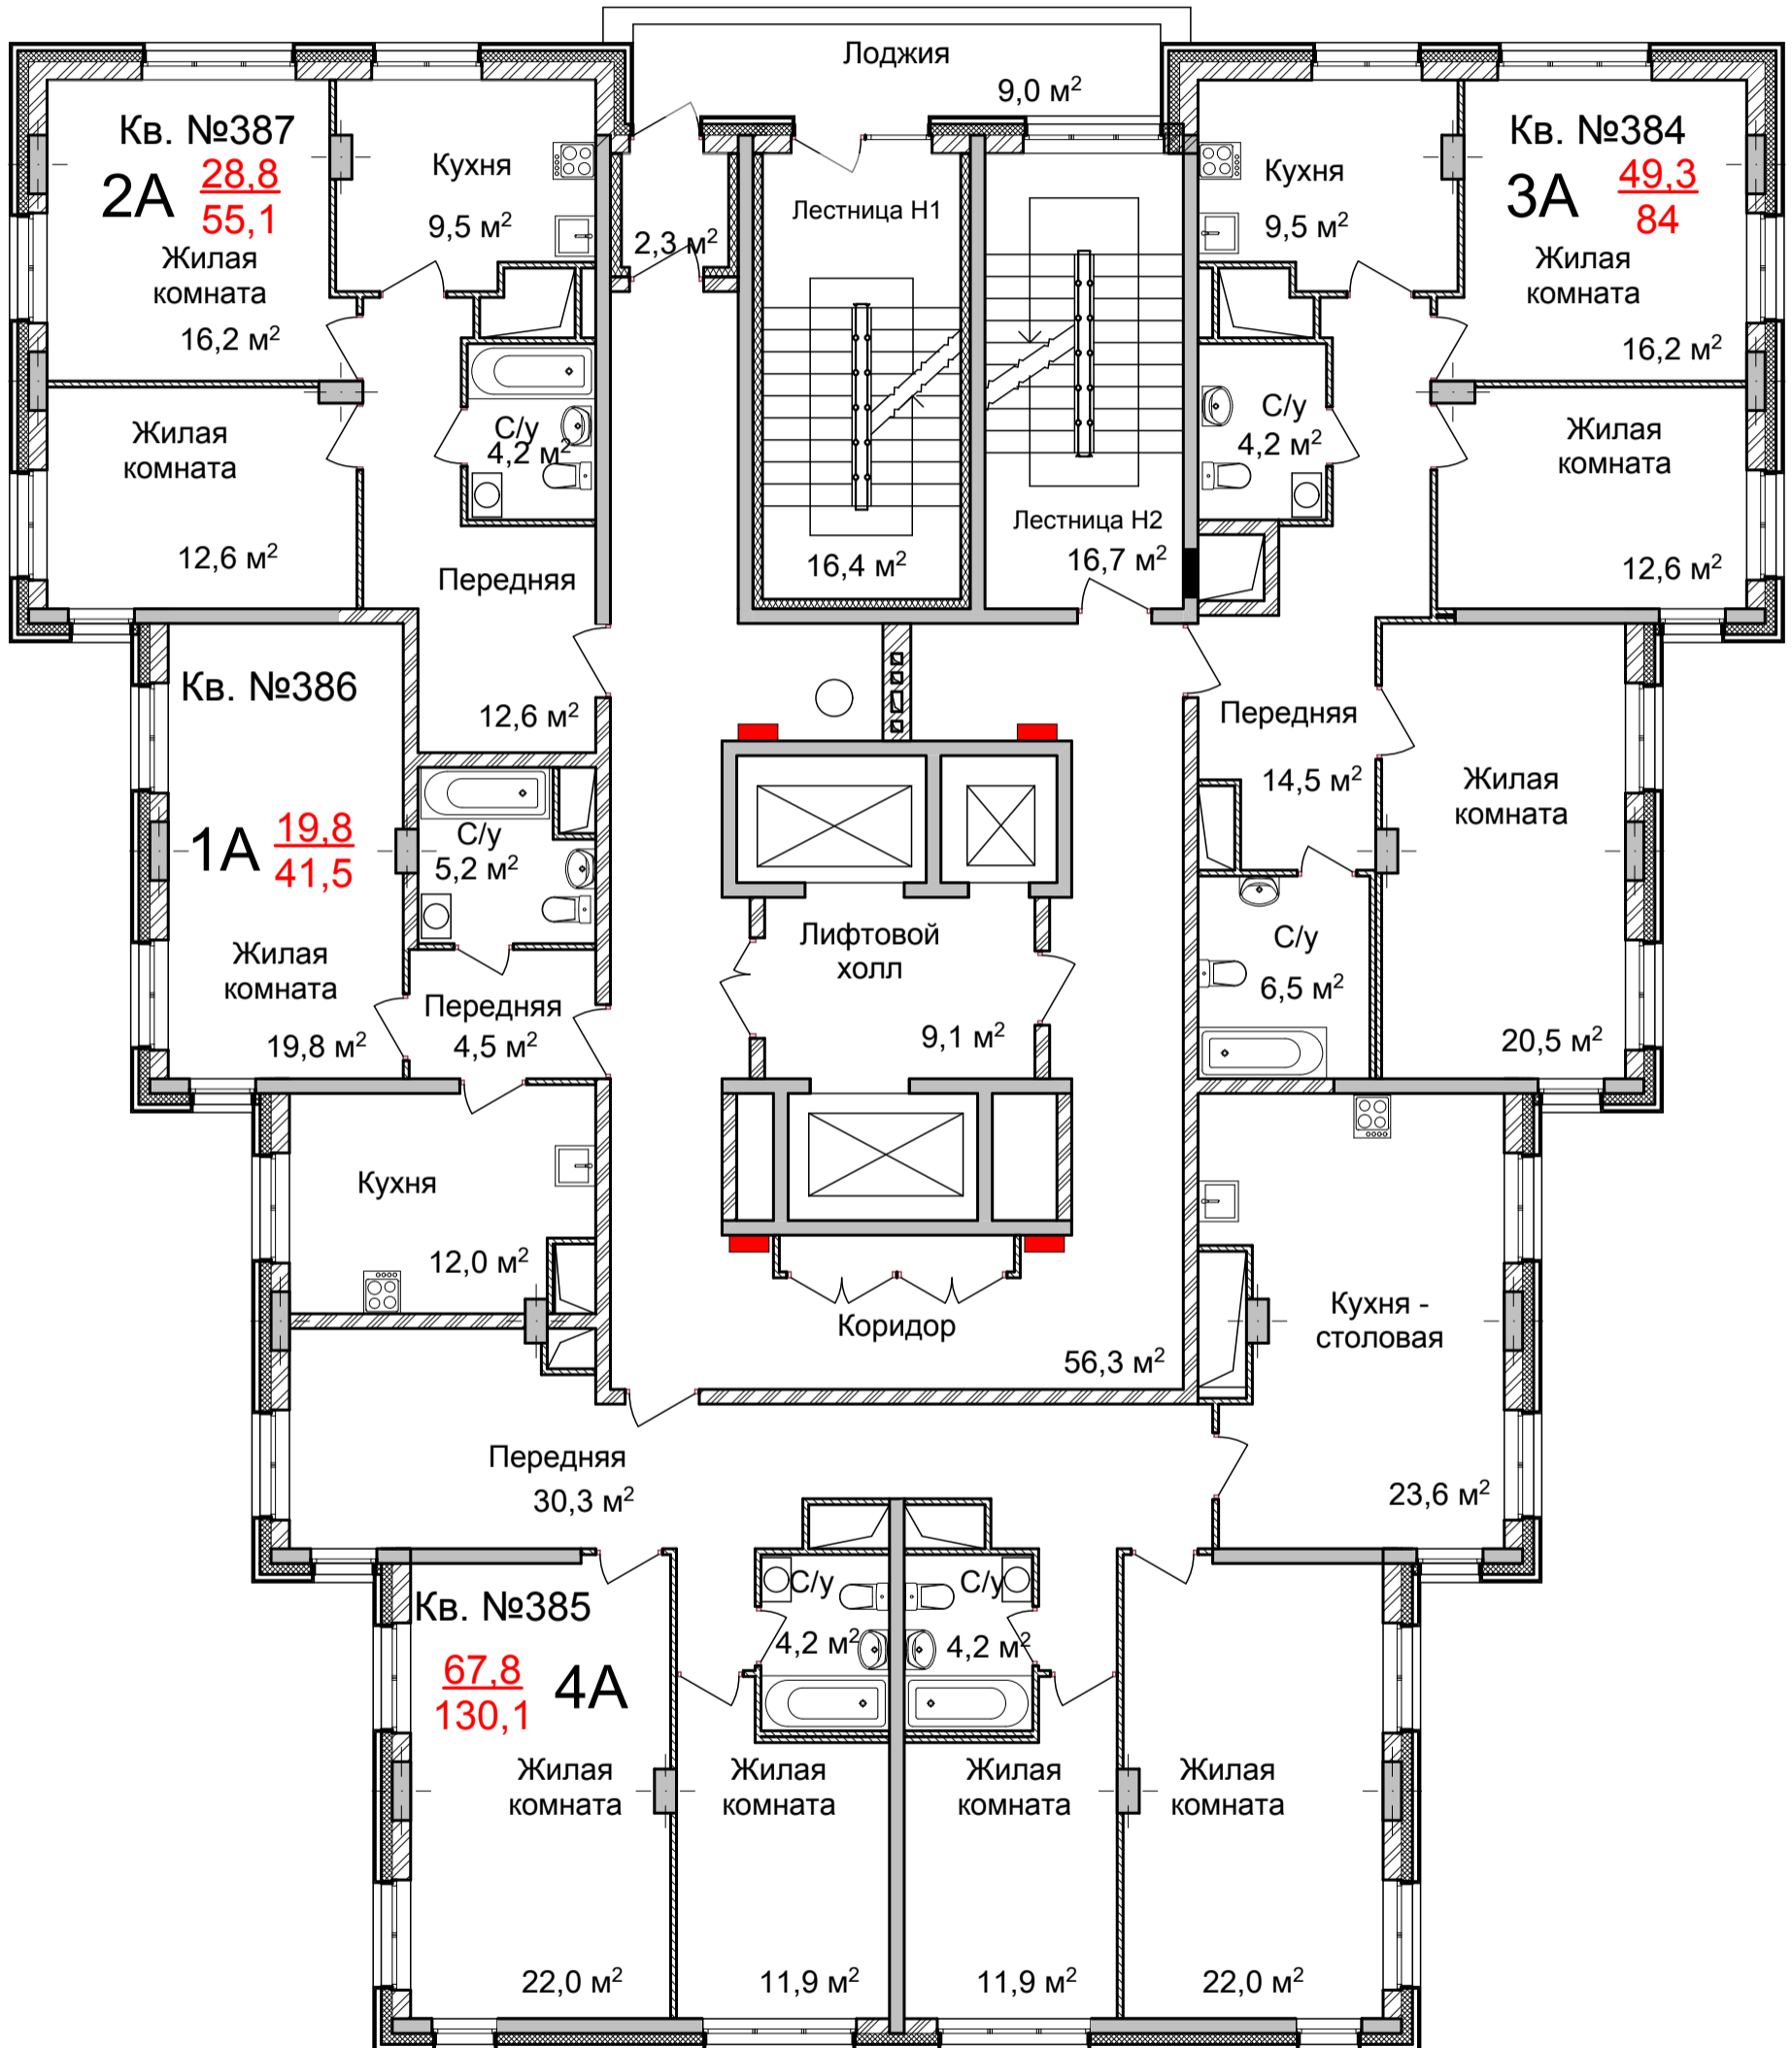 Лоджия
9,0 м²
Кв. №387
2А
28,8
55,1
Жилая
комната
16,2 м²
Кухня
9,5 м²
2,3 м²
Лестница Н1
16,4 м²
Лестница Н2
16,7 м²
Кухня
9,5 м²
Кв. №384
3А
49,3
84
Жилая
комната
16,2 м²
Жилая
комната
12,6 м²
С/у
4,2 м²
Передняя
12,6 м²
С/у
4,2 м²
Жилая
комната
12,6 м²
Кв. №386
1А
19,8
41,5
Жилая
комната
19,8 м²
С/у
5,2 м²
Передняя
4,5 м²
Лифтовой
холл
9,1 м²
Передняя
14,5 м²
С/у
6,5 м²
Жилая
комната
20,5 м²
Кухня
12,0 м²
Коридор
56,3 м²
Кухня -
столовая
23,6 м²
Передняя
30,3 м²
Кв. №385
67,8
130,1
4А
С/у
4,2 м²
С/у
4,2 м²
Жилая
комната
22,0 м²
Жилая
комната
11,9 м²
Жилая
комната
11,9 м²
Жилая
комната
22,0 м²